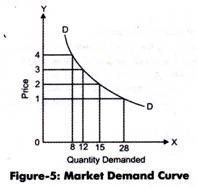 Y
D
4
3
2
1
Price
D
0
8 12 15 28
X
Quantity Demanded
Figure-5: Market Demand Curve